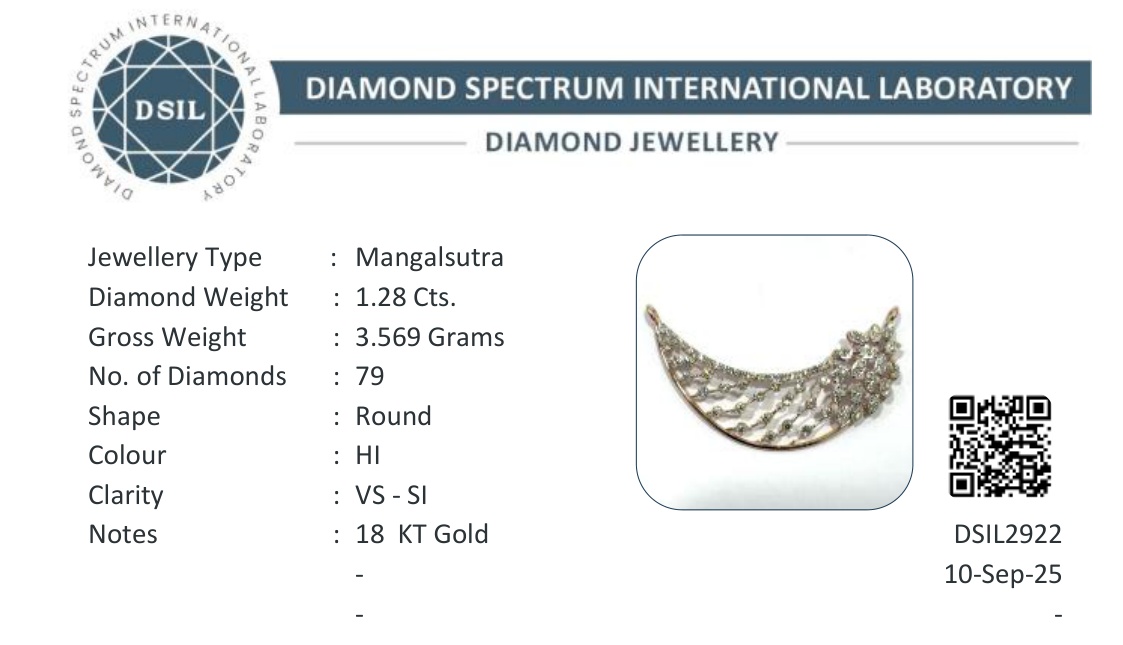 DIAMOND SPECTRUM INTERNATIONAL LABORATORY
DSIL
DIAMOND SPECTRUM INTERNATIONAL LABORATORY
DIAMOND JEWELLERY
Jewellery Type : Mangalsutra
Diamond Weight : 1.28 Cts.
Gross Weight : 3.569 Grams
No. of Diamonds : 79
Shape : Round
Colour : HI
Clarity : VS - SI
Notes : 18 KT Gold
-
-
DSIL2922
10-Sep-25
-